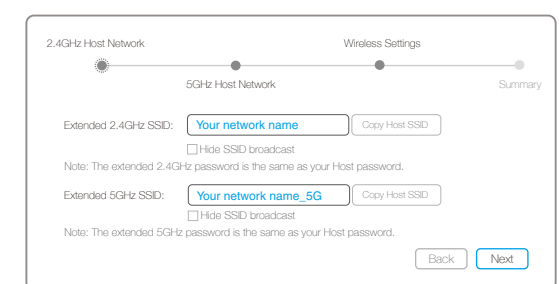 2.4GHz Host Network Wireless Settings
5GHz Host Network Summary
Extended 2.4GHz SSID: Your network name Copy Host SSID
Hide SSID broadcast
Note: The extended 2.4GHz password is the same as your Host password.
Extended 5GHz SSID: Your network name_5G Copy Host SSID
Hide SSID broadcast
Note: The extended 5GHz password is the same as your Host password.
Back Next